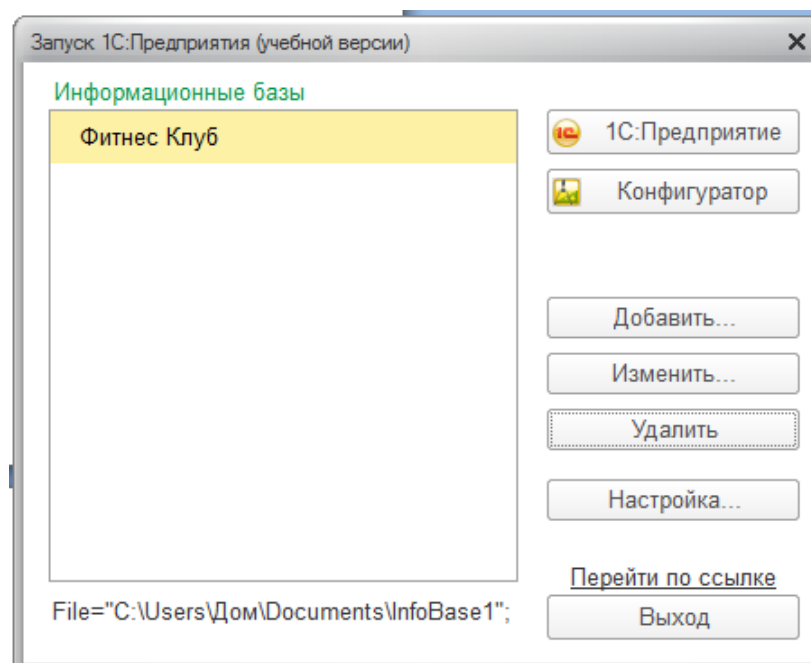 Запуск 1С:Предприятия (учебной версии)
Информационные базы
Фитнес Клуб
1С:Предприятие
Конфигуратор
Добавить...
Изменить...
Удалить
Настройка...
Перейти по ссылке
File="C:\Users\Дом\Documents\InfoBase1";
Выход